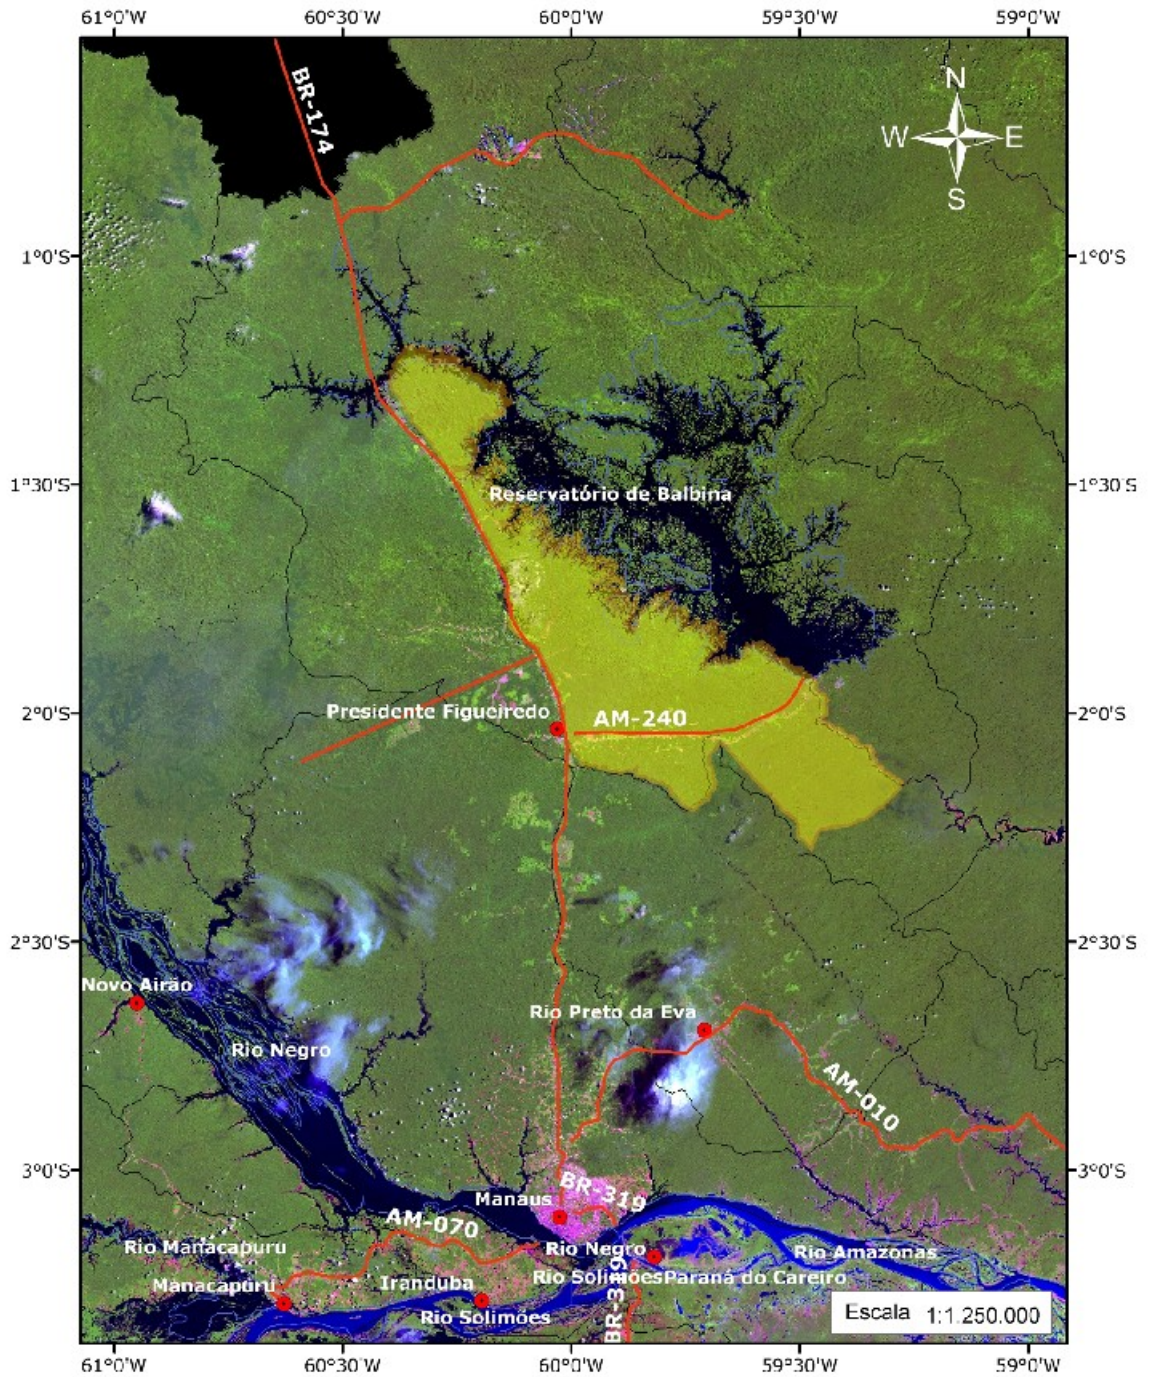 61°0'W 60°30'W 60°0'W 59°30'W 59°0'W
BR-174
N
W E
S
1°0'S 1°0'S
1°30'S 1°30'S
Reservatório de Balbina
2°0'S 2°0'S
Presidente Figueiredo
AM-240
2°30'S 2°30'S
Novo Airão
Rio Preto da Eva
Rio Negro
AM-010
3°0'S 3°0'S
BR-319
Manaus
AM-070
Rio Manacapuru
Rio Negro
Rio Amazonas
Manacapuru
Iranduba
Rio Solimões
Paraná do Careiro
Rio Solimões
BR-319
Escala 1:1.250.000
61°0'W 60°30'W 60°0'W 59°30'W 59°0'W